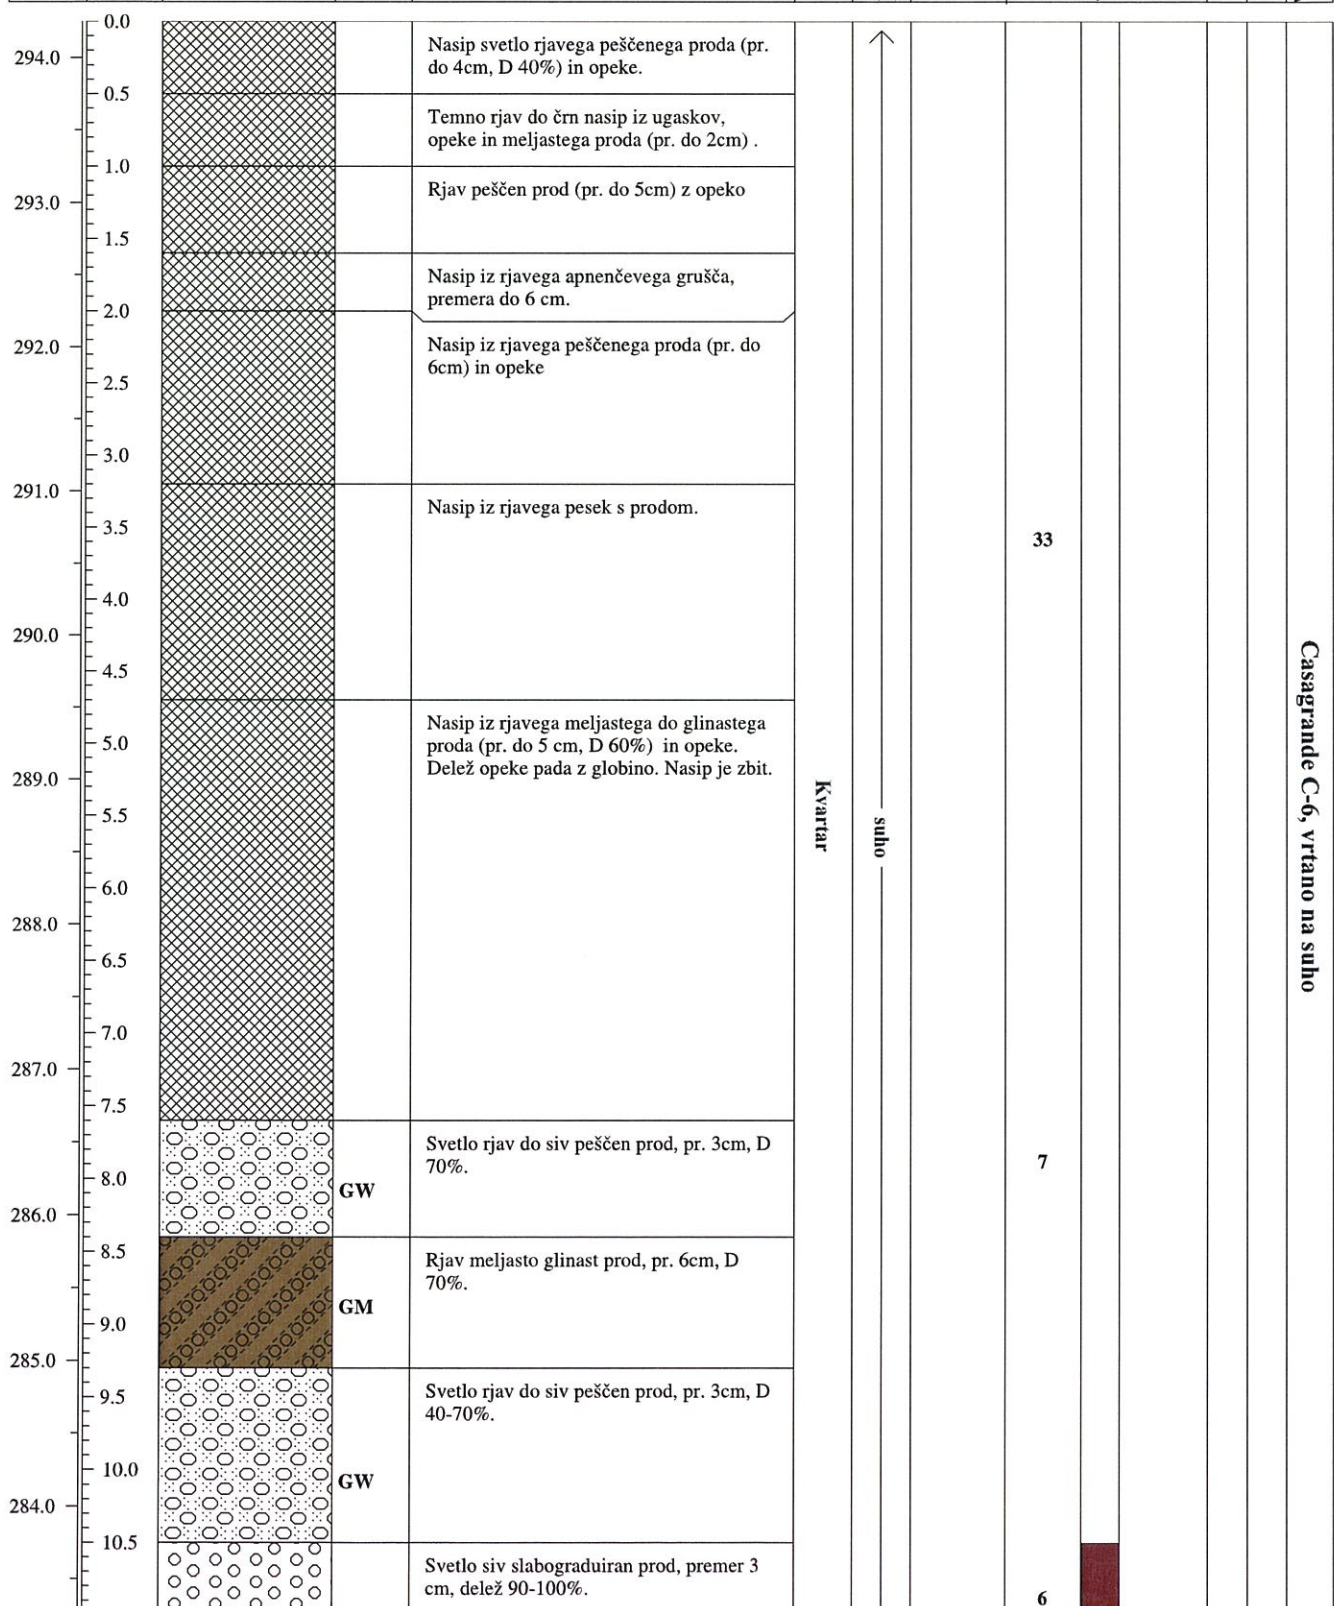 0.0
294.0
Nasip svetlo rjavega peščenega proda (pr.
do 4cm, D 40%) in opeke.
0.5
Temno rjav do črn nasip iz ugaskov,
opeke in meljastega proda (pr. do 2cm) .
1.0
293.0
Rjav peščen prod (pr. do 5cm) z opeko
1.5
Nasip iz rjavega apnenčevega grušča,
premera do 6 cm.
2.0
292.0
Nasip iz rjavega peščenega proda (pr. do
6cm) in opeke
2.5
3.0
291.0
Nasip iz rjavega pesek s prodom.
3.5
33
4.0
290.0
4.5
Nasip iz rjavega meljastega do glinastega
proda (pr. do 5 cm, D 60%) in opeke.
Delež opeke pada z globino. Nasip je zbit.
5.0
289.0
5.5
Kvartar
suho
Casagrande C-6, vrtano na suho
6.0
288.0
6.5
7.0
287.0
7.5
Svetlo rjav do siv peščen prod, pr. 3cm, D
70%.
7
8.0
GW
286.0
8.5
Rjav meljasto glinast prod, pr. 6cm, D
70%.
GM
9.0
285.0
9.5
Svetlo rjav do siv peščen prod, pr. 3cm, D
40-70%.
10.0
GW
284.0
10.5
Svetlo siv slabograduiran prod, premer 3
cm, delež 90-100%.
6